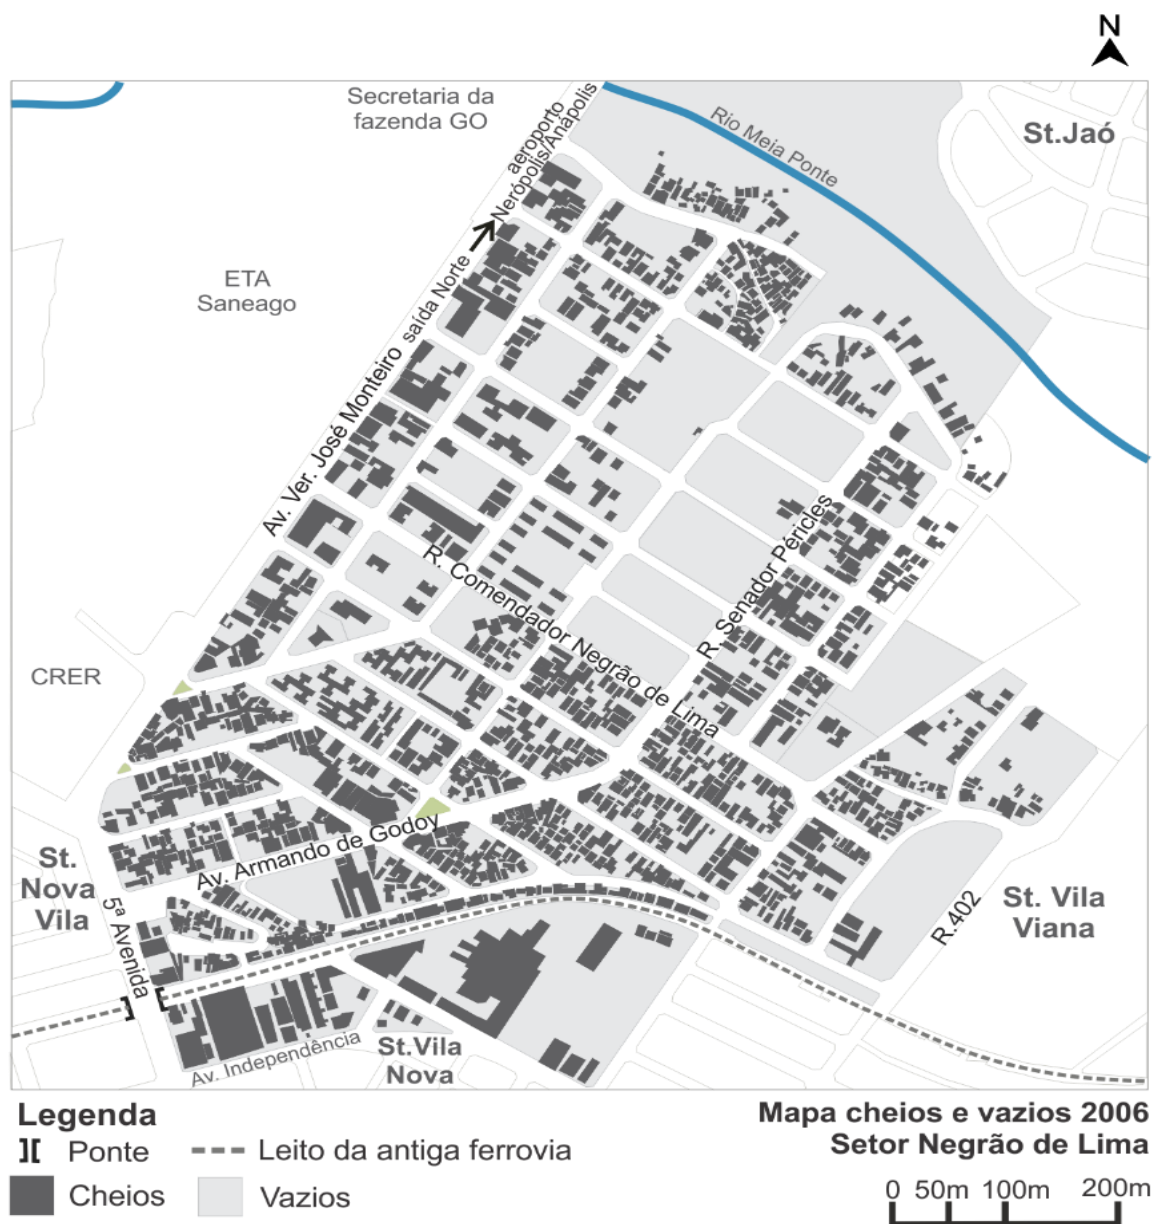 N
Secretaria da
fazenda GO
aeroporto
Nerópolis/Anápolis
Rio Meia Ponte
St.Jaó
ETA
Saneago
saída Norte
Av. Ver. José Monteiro
R. Comendador Negrão de Lima
R. Senador Péricles
CRER
Av. Armando de Godoy
St.
Nova
Vila
5ª Avenida
St. Vila
Viana
R.402
St.Vila
Nova
Av. Independência
Legenda
Ponte
Leito da antiga ferrovia
Cheios
Vazios
Mapa cheios e vazios 2006
Setor Negrão de Lima
0 50m 100m 200m